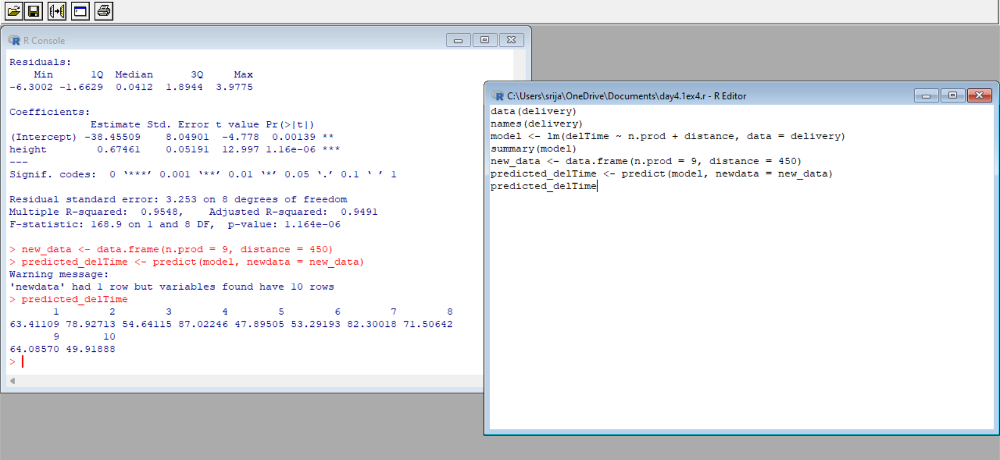 R Console
Residuals:
    Min      1Q  Median      3Q     Max
-6.3002 -1.6629  0.0412  1.8944  3.9775
Coefficients:
             Estimate Std. Error t value Pr(>|t|)
(Intercept) -38.45509    8.04901  -4.778  0.00139 **
height        0.67461    0.05191  12.997 1.16e-06 ***
---
Signif. codes:  0 ‘***’ 0.001 ‘**’ 0.01 ‘*’ 0.05 ‘.’ 0.1 ‘ ’ 1
Residual standard error: 3.253 on 8 degrees of freedom
Multiple R-squared:  0.9548,    Adjusted R-squared:  0.9491
F-statistic: 168.9 on 1 and 8 DF,  p-value: 1.164e-06
> new_data <- data.frame(n.prod = 9, distance = 450)
> predicted_delTime <- predict(model, newdata = new_data)
Warning message:
'newdata' had 1 row but variables found have 10 rows
> predicted_delTime
       1        2        3        4        5        6        7        8
63.41109 78.92713 54.64115 87.02246 47.89505 53.29193 82.30018 71.50642
       9       10
64.08570 49.91888
>
C:\Users\srija\OneDrive\Documents\day4.1ex4.r - R Editor
data(delivery)
names(delivery)
model <- lm(delTime ~ n.prod + distance, data = delivery)
summary(model)
new_data <- data.frame(n.prod = 9, distance = 450)
predicted_delTime <- predict(model, newdata = new_data)
predicted_delTime